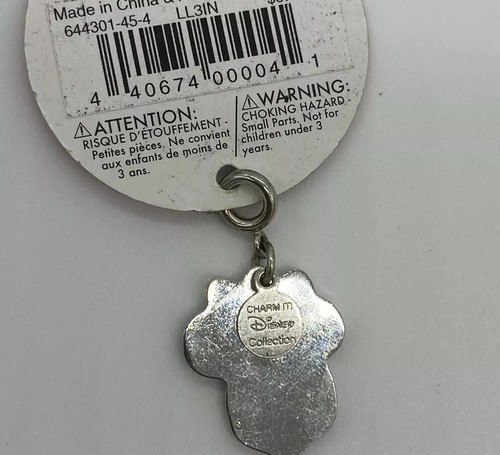 Made in China &
644301-45-4 LL3IN
4 40674 00004 1
ATTENTION:
RISQUE D'ÉTOUFFEMENT -
Petites pièces. Ne convient
aux enfants de moins de
3 ans.
WARNING:
CHOKING HAZARD -
Small Parts. Not for
children under 3
years.
CHARM IT!
Disney
Collection